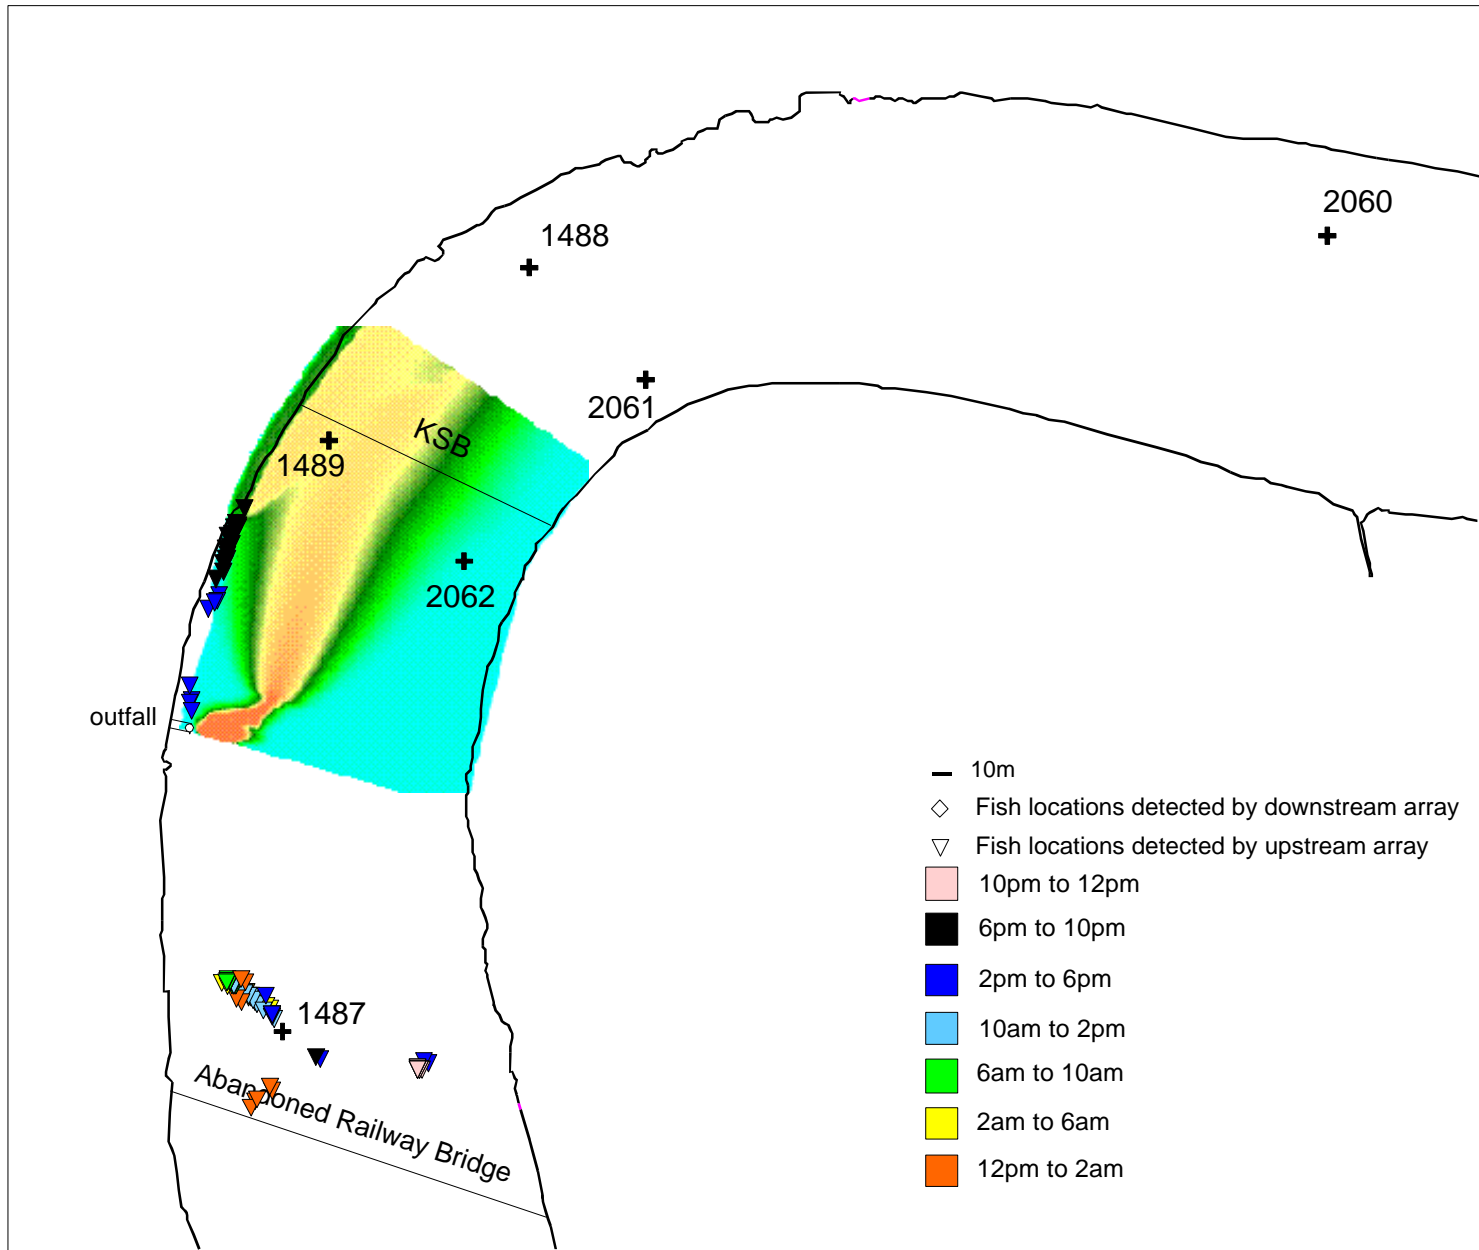 2060
1488
2061
KSB
1489
2062
outfall
10m
Fish locations detected by downstream array
Fish locations detected by upstream array
10pm to 12pm
6pm to 10pm
2pm to 6pm
1487
10am to 2pm
6am to 10am
Abandoned Railway Bridge
2am to 6am
12pm to 2am